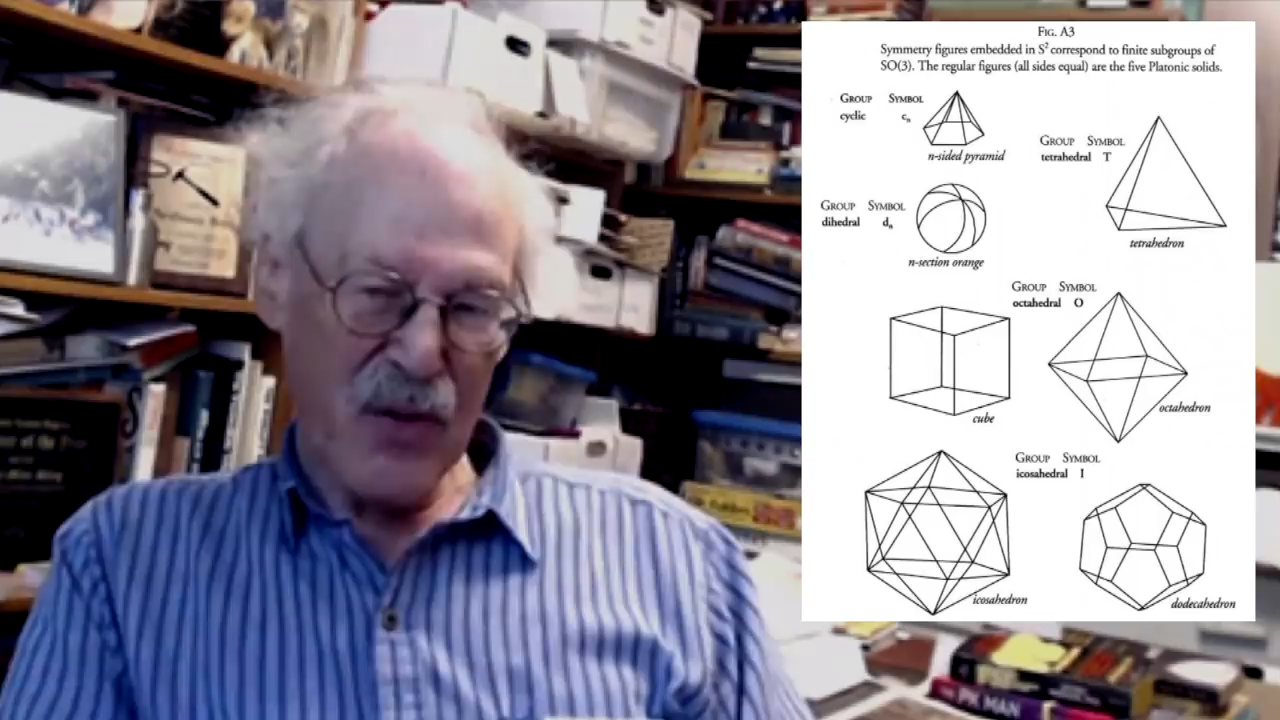 FIG. A3
Symmetry figures embedded in S² correspond to finite subgroups of
SO(3). The regular figures (all sides equal) are the five Platonic solids.
GROUP SYMBOL
cyclic cₙ
n-sided pyramid
GROUP SYMBOL
tetrahedral T
tetrahedron
GROUP SYMBOL
dihedral dₙ
n-section orange
GROUP SYMBOL
octahedral O
cube
octahedron
GROUP SYMBOL
icosahedral I
icosahedron
dodecahedron
MAN